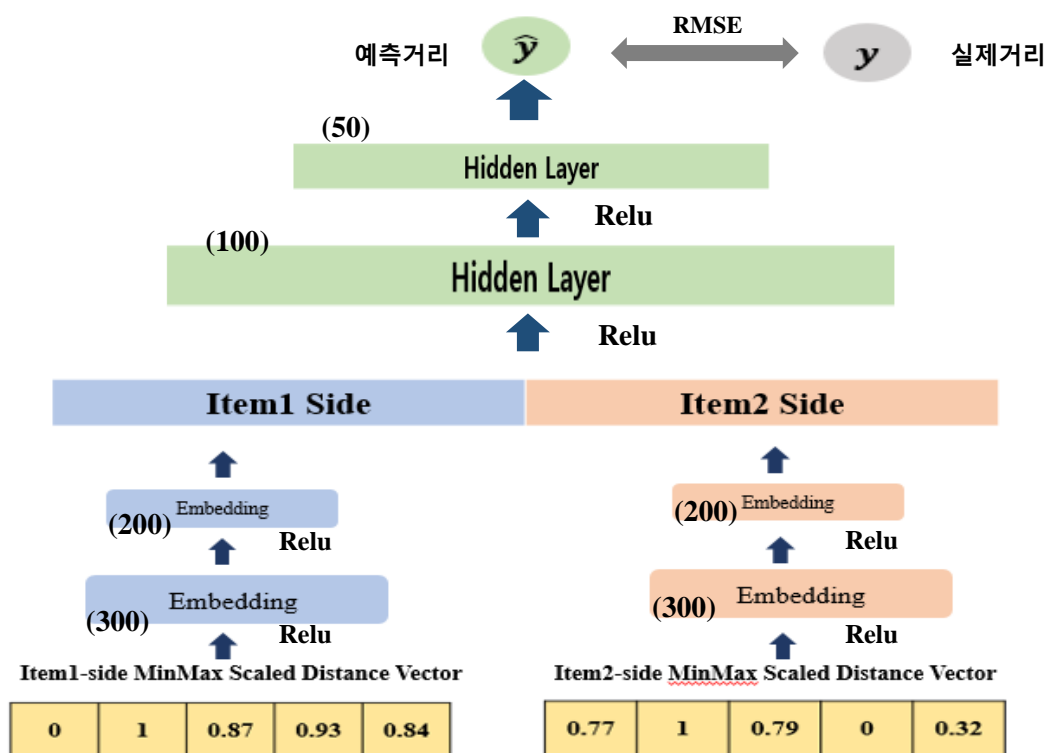 RMSE
예측거리 ŷ y 실제거리
(50)
Hidden Layer
Relu
(100)
Hidden Layer
Relu
Item1 Side Item2 Side
Embedding Embedding
(200) (200)
Relu Relu
Embedding Embedding
(300) (300)
Relu Relu
Item1-side MinMax Scaled Distance Vector Item2-side MinMax Scaled Distance Vector
0 1 0.87 0.93 0.84 0.77 1 0.79 0 0.32